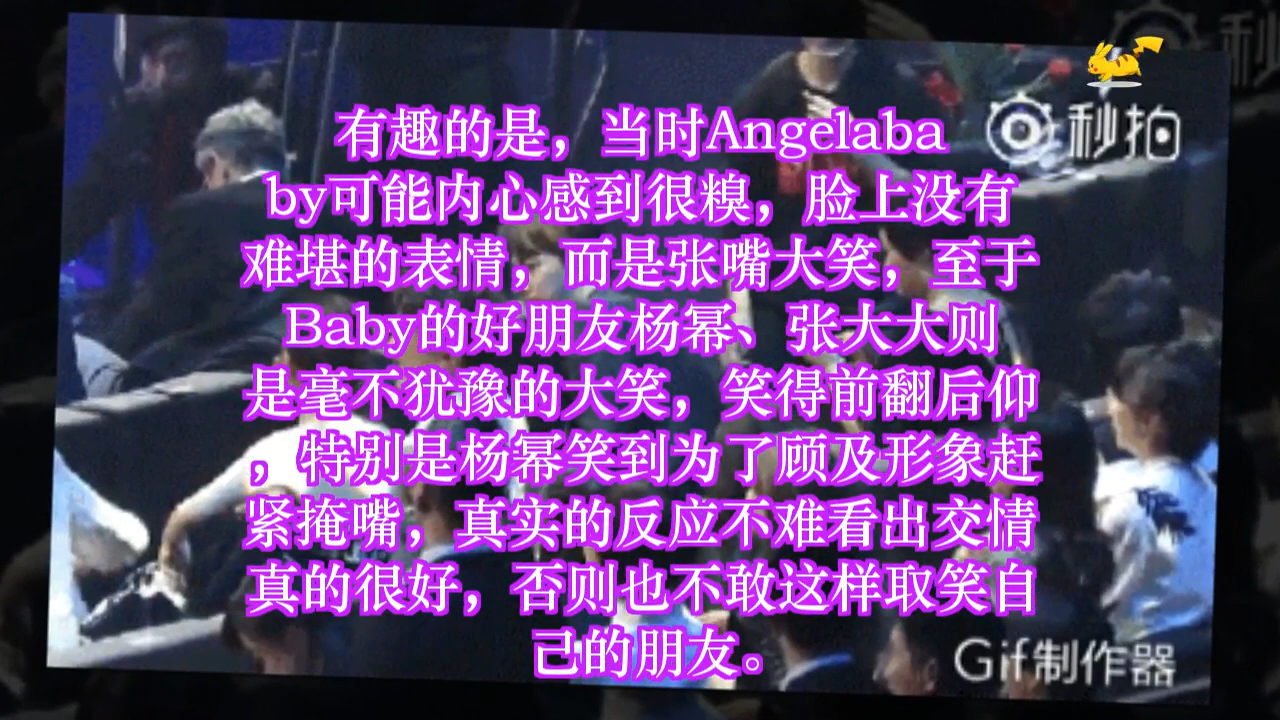 有趣的是，当时Angelaba
by可能内心感到很糗，脸上没有
难堪的表情，而是张嘴大笑，至于
Baby的好朋友杨幂、张大大则
是毫不犹豫的大笑，笑得前翻后仰
，特别是杨幂笑到为了顾及形象赶
紧掩嘴，真实的反应不难看出交情
真的很好，否则也不敢这样取笑自
己的朋友。
秒拍
Gif制作器
秒